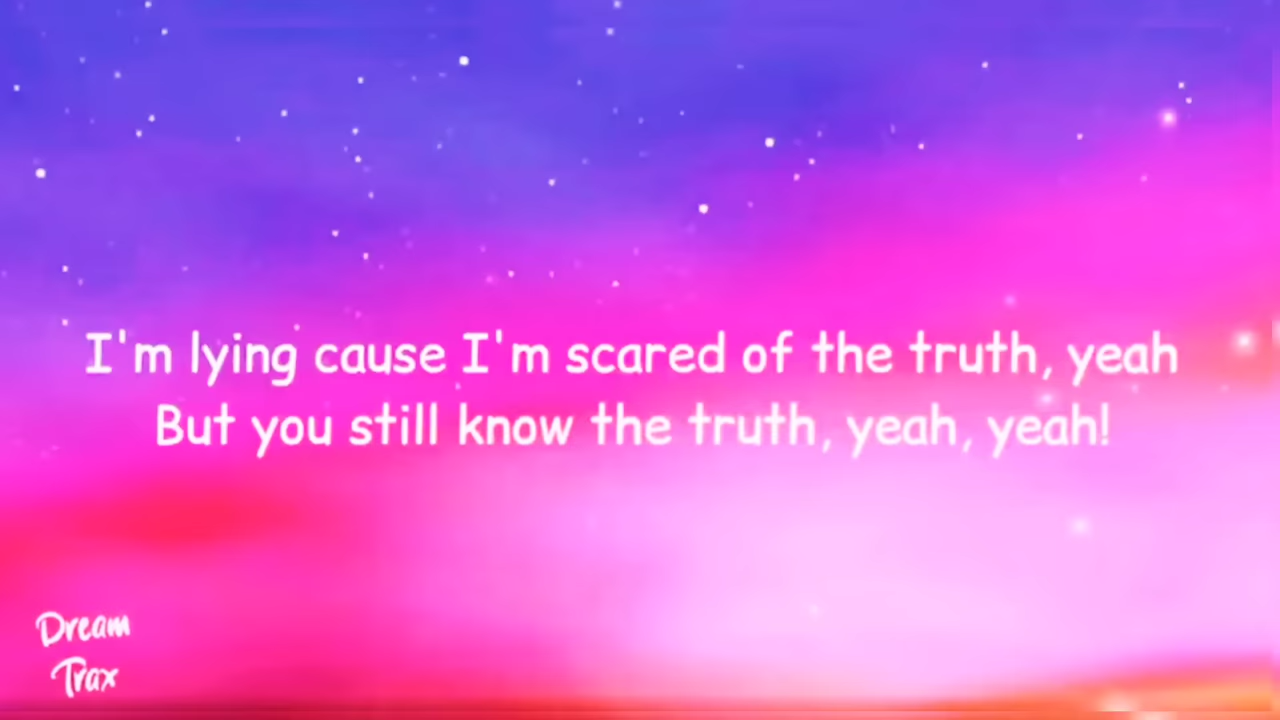 I'm lying cause I'm scared of the truth, yeah
But you still know the truth, yeah, yeah!
Dream
Trax